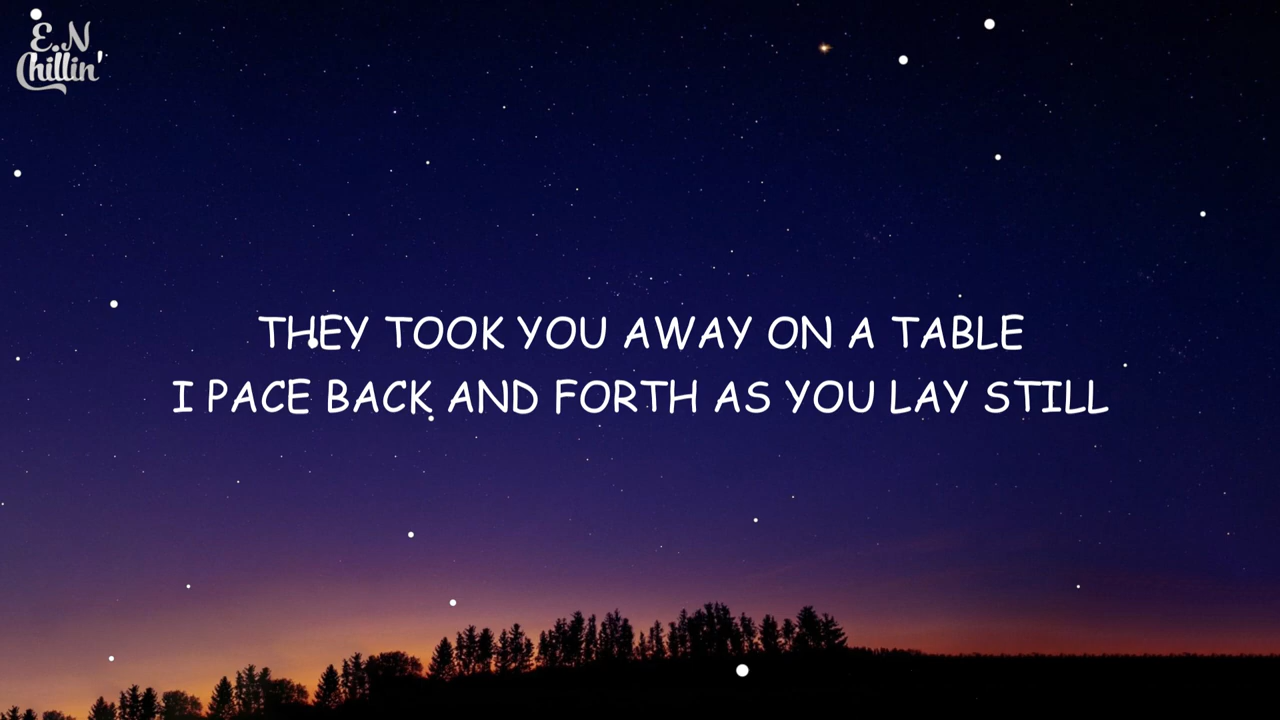 E.N
Chillin'
THEY TOOK YOU AWAY ON A TABLE
I PACE BACK AND FORTH AS YOU LAY STILL